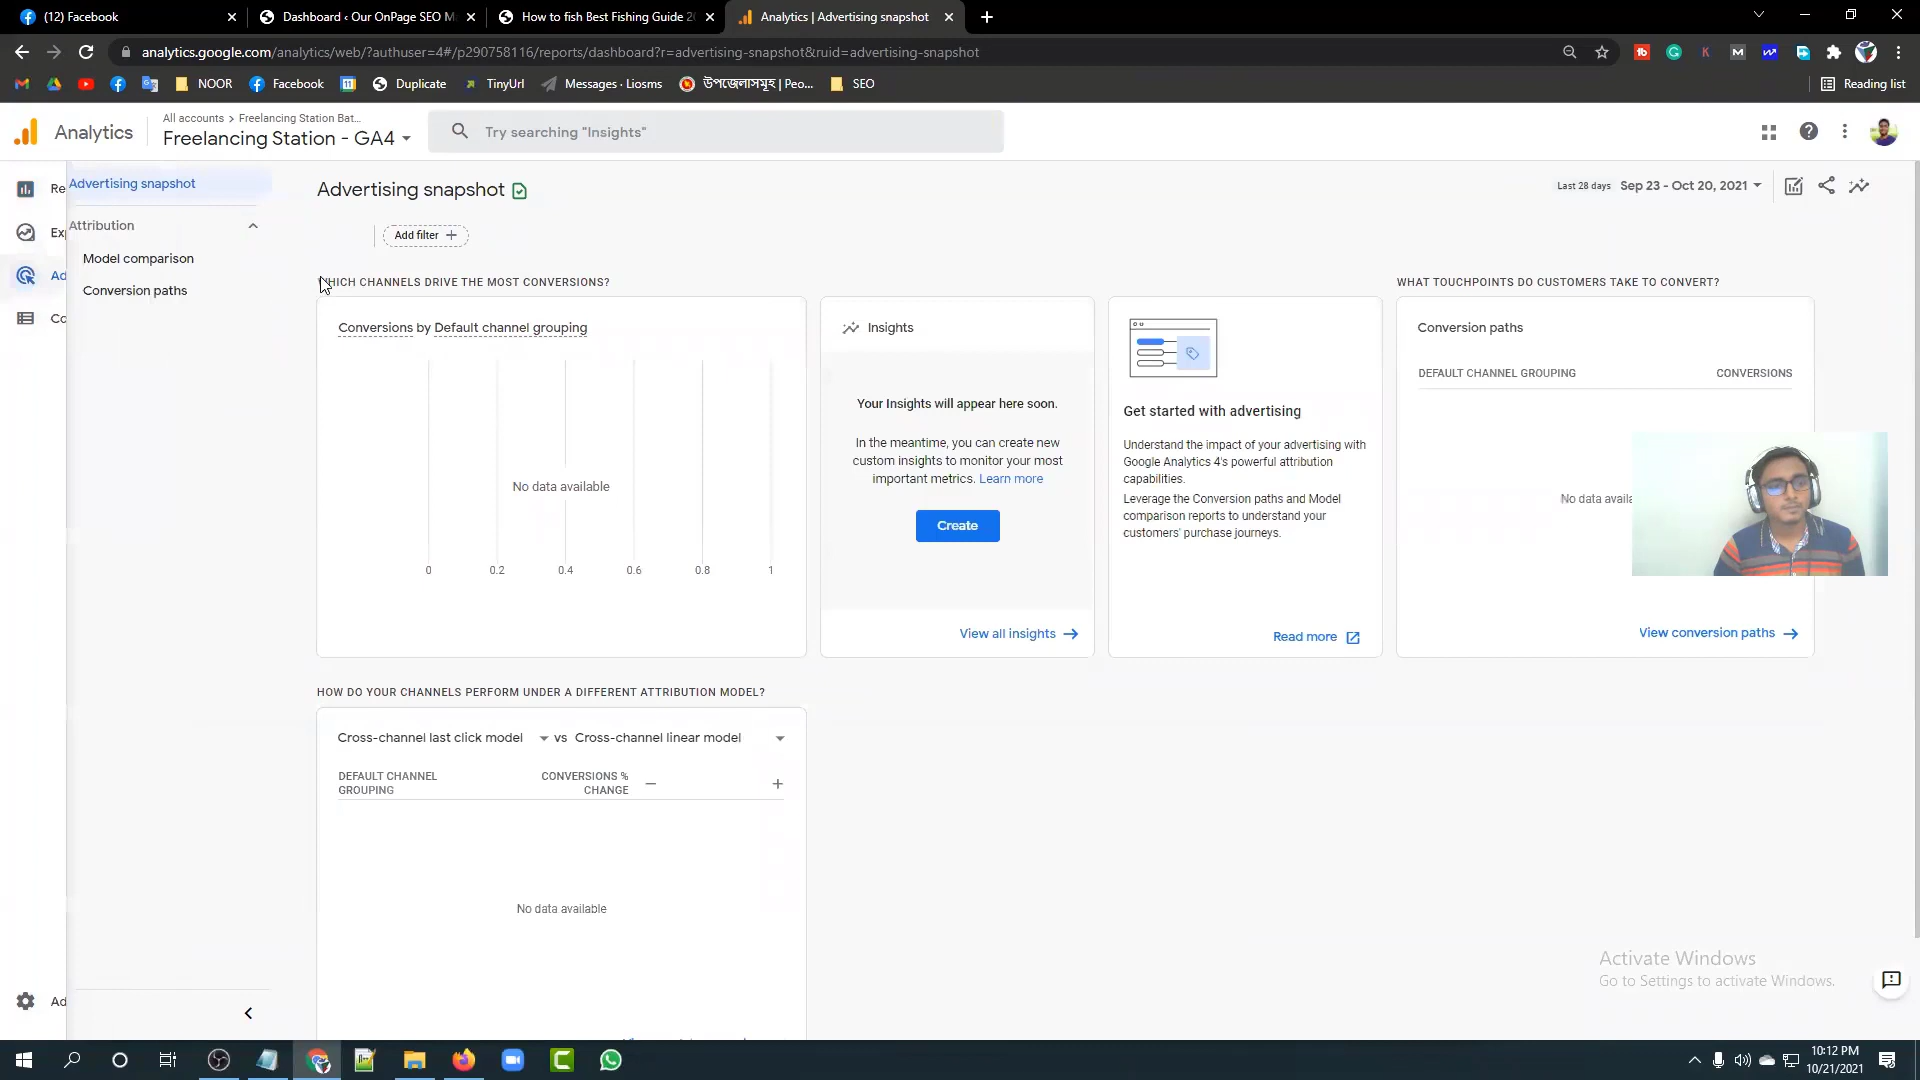 (12) Facebook
Dashboard ‹ Our OnPage SEO M
How to fish Best Fishing Guide 20
Analytics | Advertising snapshot
analytics.google.com/analytics/web/?authuser=4#/p290758116/reports/dashboard?r=advertising-snapshot&ruid=advertising-snapshot
NOOR
Facebook
Duplicate
TinyUrl
Messages · Liosms
উপজেলাসমূহ | Peo...
SEO
Reading list
Analytics
All accounts > Freelancing Station Bat...
Freelancing Station - GA4
Try searching "Insights"
Re
Ex
Ad
Co
Ad
Advertising snapshot
Attribution
Model comparison
Conversion paths
Advertising snapshot
Last 28 days Sep 23 - Oct 20, 2021
Add filter +
WHICH CHANNELS DRIVE THE MOST CONVERSIONS?
Conversions by Default channel grouping
No data available
0 0.2 0.4 0.6 0.8 1
Insights
Your Insights will appear here soon.
In the meantime, you can create new
custom insights to monitor your most
important metrics. Learn more
Create
View all insights
Get started with advertising
Understand the impact of your advertising with
Google Analytics 4's powerful attribution
capabilities.
Leverage the Conversion paths and Model
comparison reports to understand your
customers' purchase journeys.
Read more
WHAT TOUCHPOINTS DO CUSTOMERS TAKE TO CONVERT?
Conversion paths
DEFAULT CHANNEL GROUPING CONVERSIONS
No data availa
View conversion paths
HOW DO YOUR CHANNELS PERFORM UNDER A DIFFERENT ATTRIBUTION MODEL?
Cross-channel last click model vs Cross-channel linear model
DEFAULT CHANNEL
GROUPING
CONVERSIONS %
CHANGE
No data available
Activate Windows
Go to Settings to activate Windows.
10:12 PM
10/21/2021